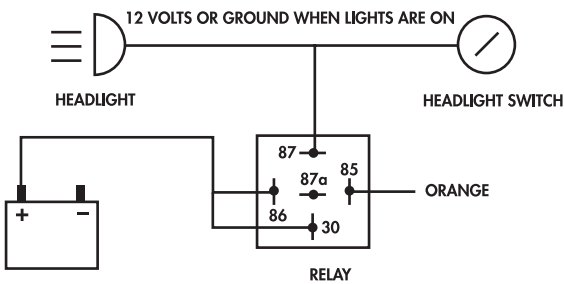 12 VOLTS OR GROUND WHEN LIGHTS ARE ON
HEADLIGHT
HEADLIGHT SWITCH
87
85
87a
ORANGE
+ −
86
30
RELAY